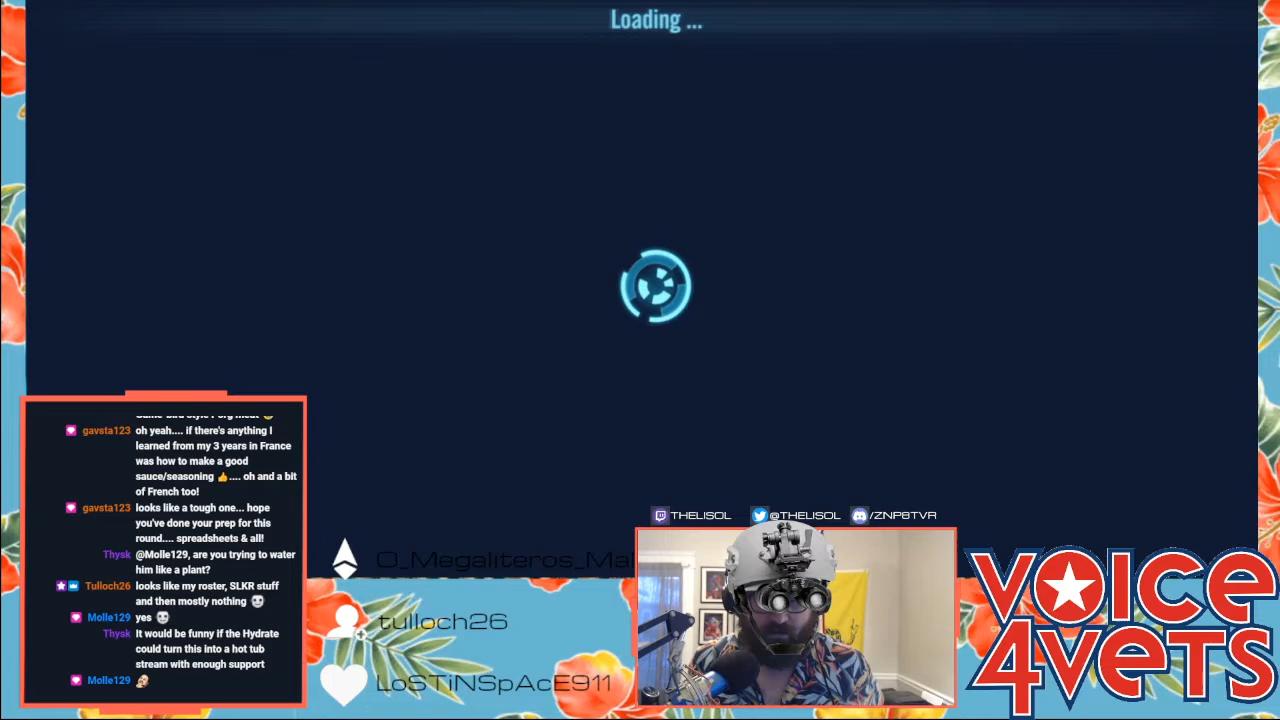 Loading ...
gavsta123 oh yeah.... if there's anything I
learned from my 3 years in France
was how to make a good
sauce/seasoning 👍.... oh and a bit
of French too!
gavsta123 looks like a tough one... hope
you've done your prep for this
round.... spreadsheets & all!
Thysk @Molle129, are you trying to water
him like a plant?
Tulloch26 looks like my roster, SLKR stuff
and then mostly nothing
Molle129 yes
Thysk It would be funny if the Hydrate
could turn this into a hot tub
stream with enough support
Molle129
O_Megaliteros_Mal
tulloch26
LoSTiNSpAcE911
THELISOL @THELISOL /ZNP8TVR
VOICE
4VETS